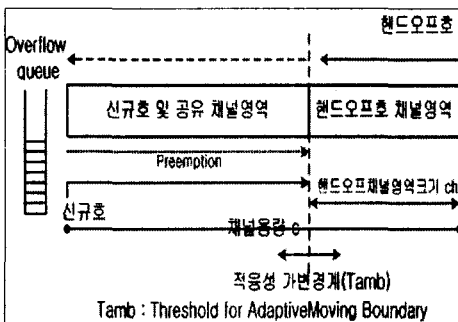 핸드오프호
Overflow
queue
신규호 및 공유 채널영역
핸드오프호 채널영역
Preemption
핸드오프채널영역크기 ch
신규호
채널용량 c
적응성 가변경계(Tamb)
Tamb : Threshold for AdaptiveMoving Boundary